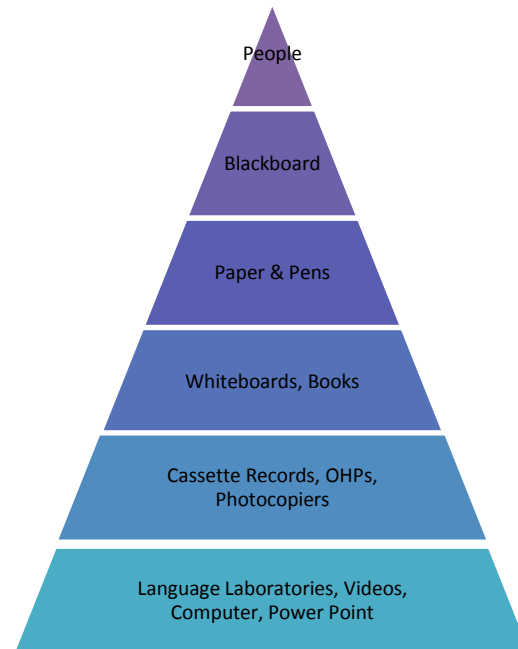 People
Blackboard
Paper & Pens
Whiteboards, Books
Cassette Records, OHPs,
Photocopiers
Language Laboratories, Videos,
Computer, Power Point